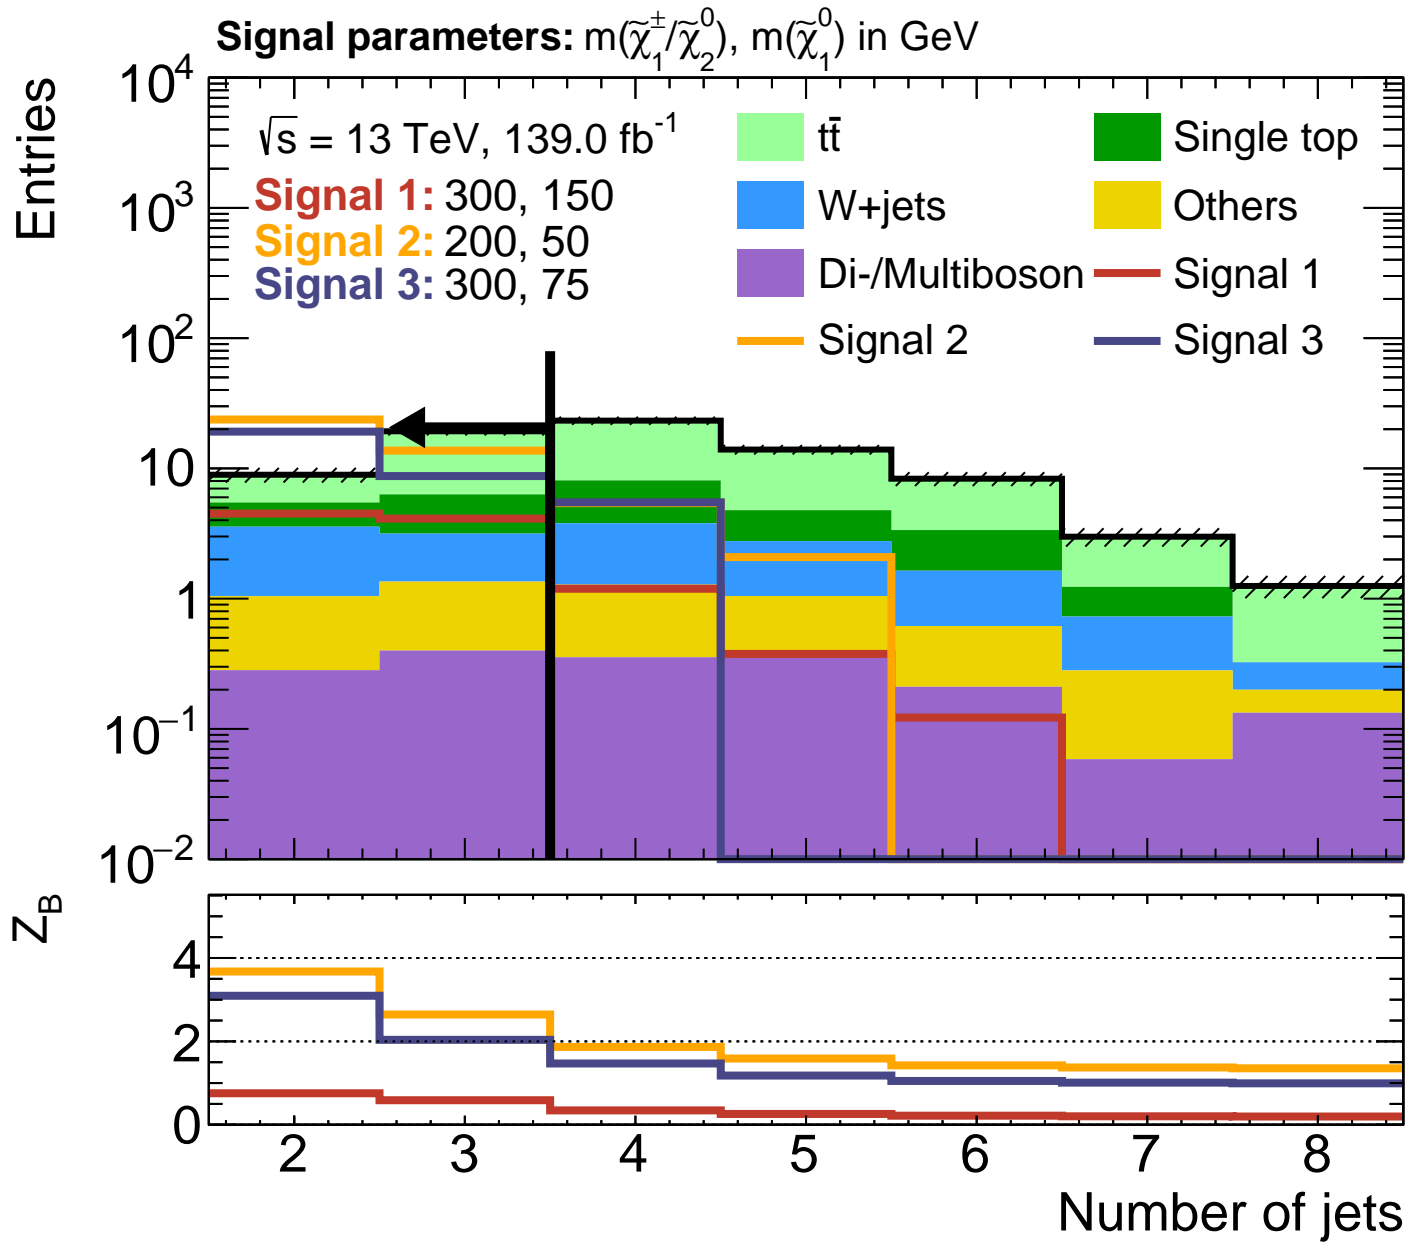 Signal parameters: m(χ̃₁±/χ̃₂⁰), m(χ̃₁⁰) in GeV
Entries
10⁴
10³
10²
10
1
10⁻¹
10⁻²
√s = 13 TeV, 139.0 fb⁻¹
Signal 1: 300, 150
Signal 2: 200, 50
Signal 3: 300, 75
tt̄
Single top
W+jets
Others
Di-/Multiboson
Signal 1
Signal 2
Signal 3
Z_B
4
2
0
2 3 4 5 6 7 8
Number of jets